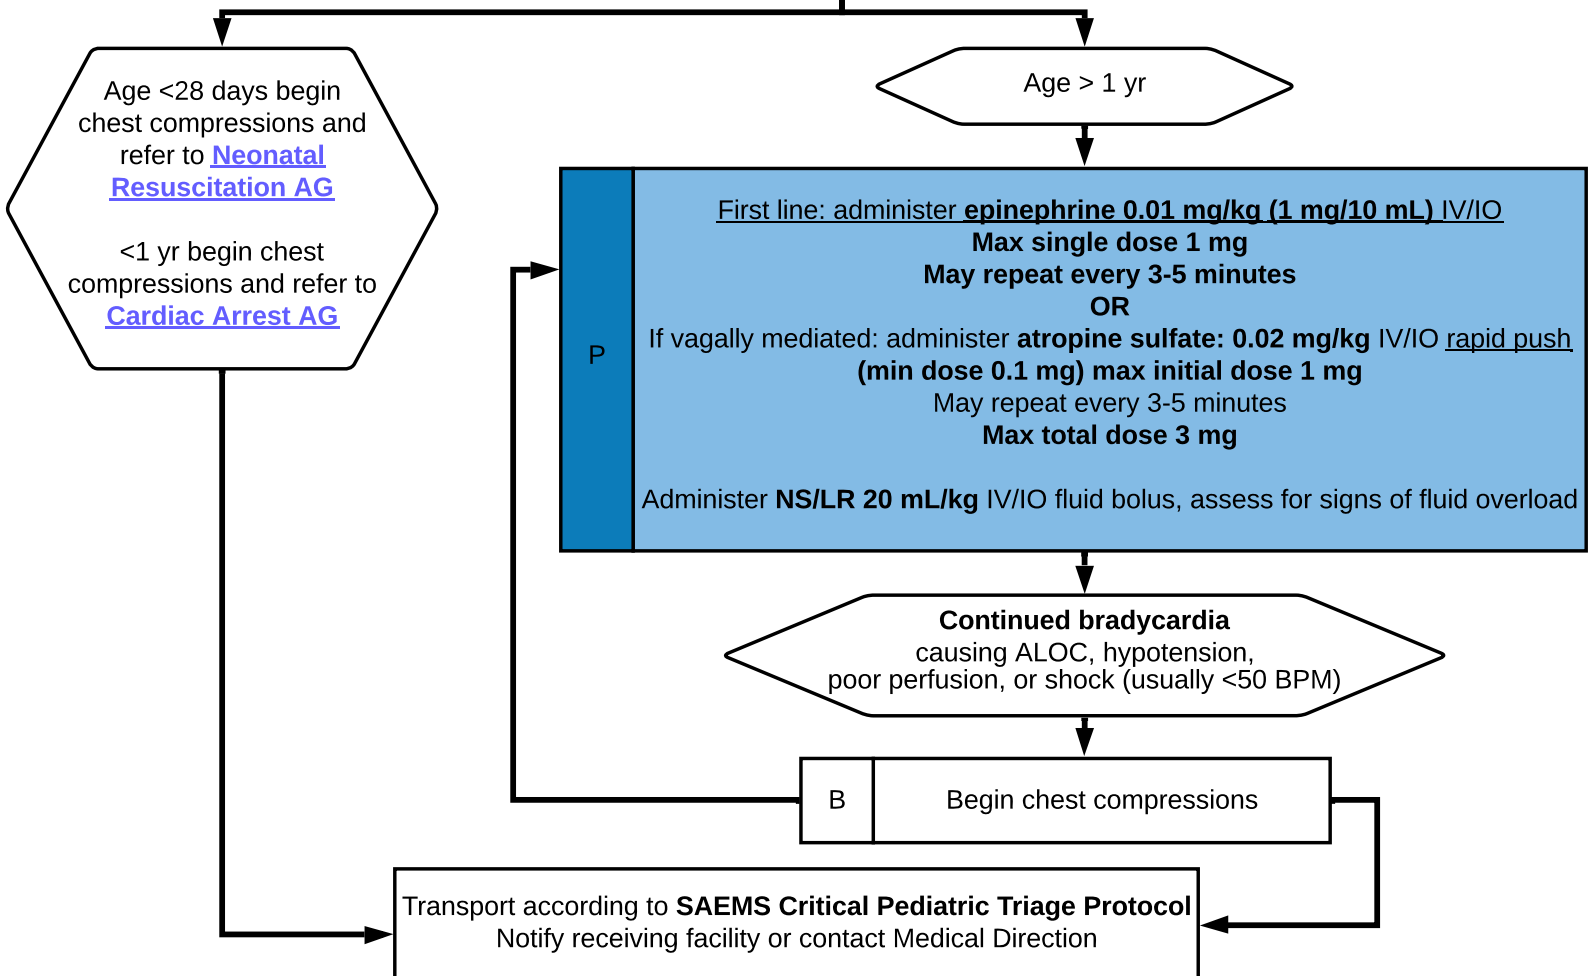 Age <28 days begin
chest compressions and
refer to Neonatal
Resuscitation AG
<1 yr begin chest
compressions and refer to
Cardiac Arrest AG
Age > 1 yr
P
First line: administer epinephrine 0.01 mg/kg (1 mg/10 mL) IV/IO
Max single dose 1 mg
May repeat every 3-5 minutes
OR
If vagally mediated: administer atropine sulfate: 0.02 mg/kg IV/IO rapid push
(min dose 0.1 mg) max initial dose 1 mg
May repeat every 3-5 minutes
Max total dose 3 mg
Administer NS/LR 20 mL/kg IV/IO fluid bolus, assess for signs of fluid overload
Continued bradycardia
causing ALOC, hypotension,
poor perfusion, or shock (usually <50 BPM)
B
Begin chest compressions
Transport according to SAEMS Critical Pediatric Triage Protocol
Notify receiving facility or contact Medical Direction